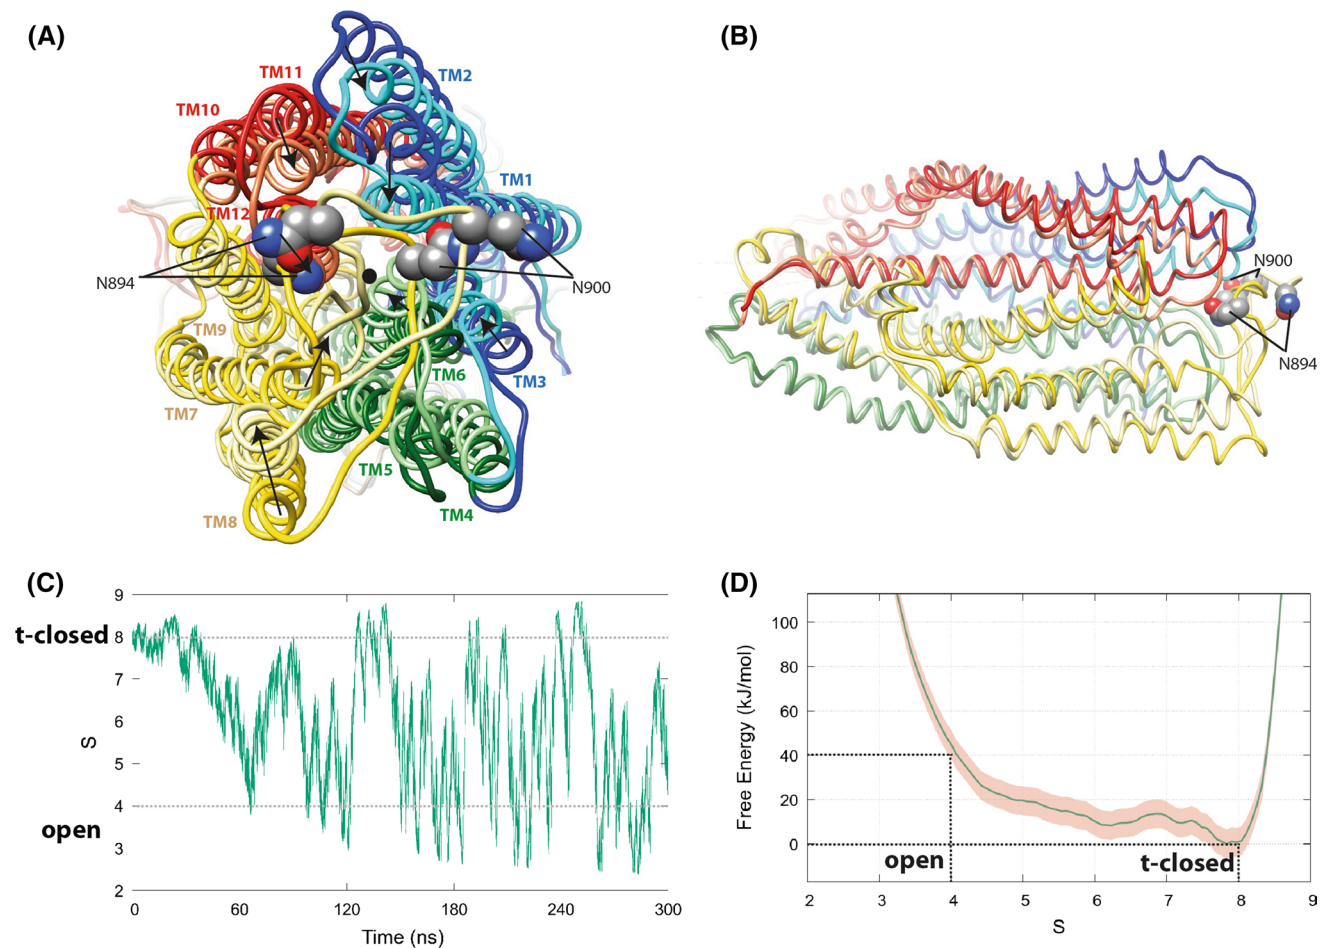 (A)
(B)
TM11
TM2
TM10
TM1
TM12
N894
N900
N900
TM9
N894
TM6
TM3
TM7
TM5
TM4
TM8
(C)
(D)
9
t-closed
8
7
6
S
5
4
open
3
2
0
60
120
180
240
300
Time (ns)
100
80
Free Energy (kJ/mol)
60
40
20
0
open
t-closed
2
3
4
5
6
7
8
9
S